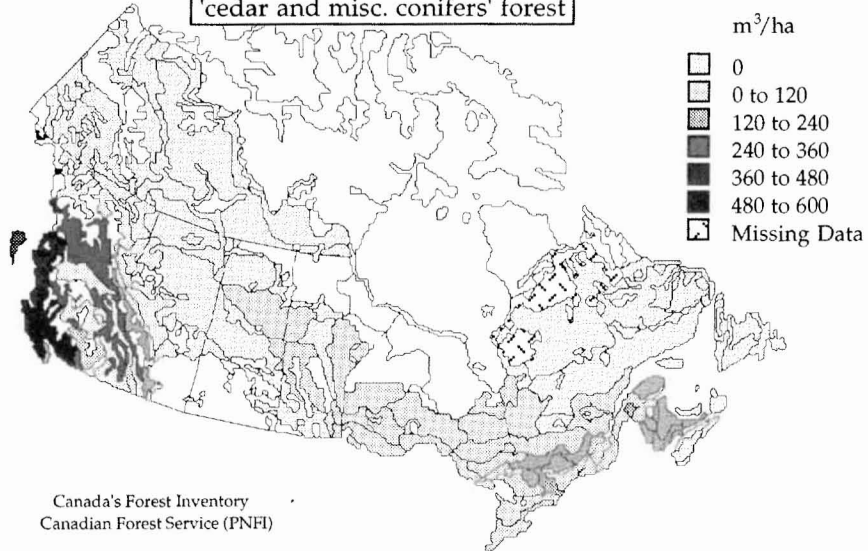 'cedar and misc. conifers' forest
m³/ha
0
0 to 120
120 to 240
240 to 360
360 to 480
480 to 600
Missing Data
Canada's Forest Inventory
Canadian Forest Service (PNFI)